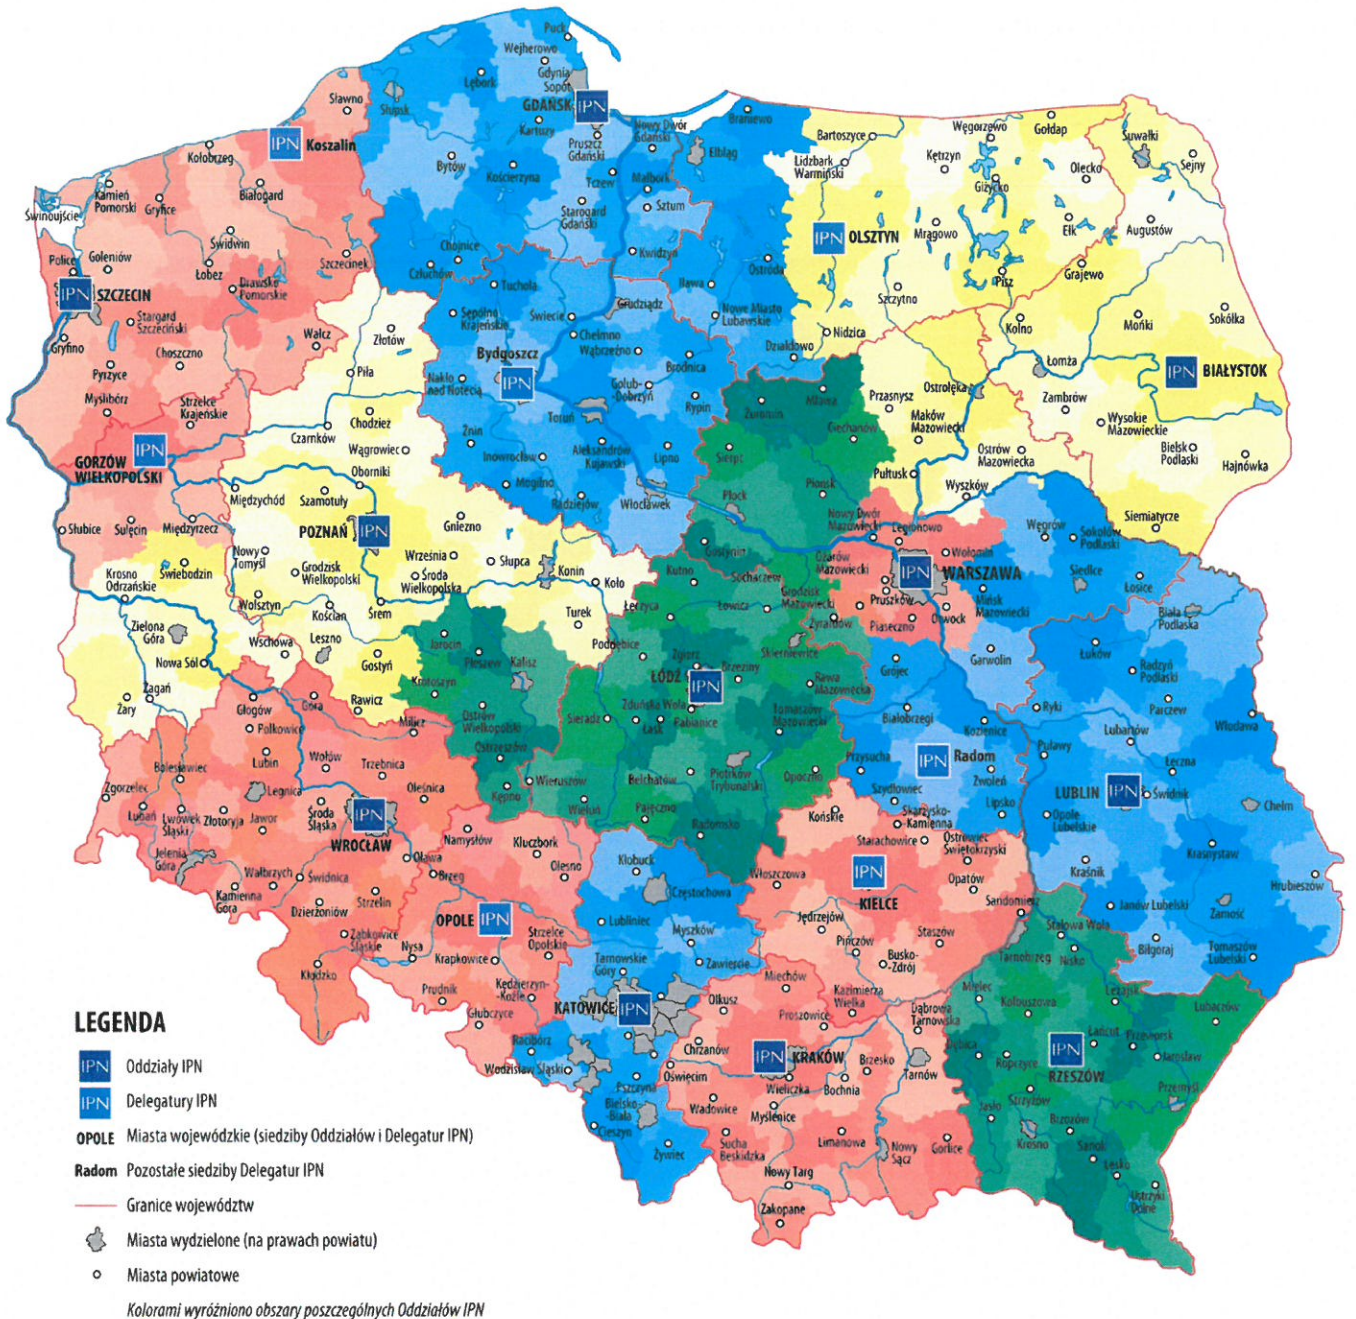 Puck
Wejherowo
Gdynia
Sopot
Lębork
Słupsk
GDAŃSK
IPN
Kartuzy
Nowy Dwór
Gdański
Pruszcz
Gdański
Braniewo
Elbląg
Bytów
Kościerzyna
Tczew
Malbork
Starogard
Gdański
Sztum
Kwidzyn
Chojnice
Człuchów
Sławno
IPN
Koszalin
Kołobrzeg
Białogard
Kamień
Pomorski
Gryfice
Świnoujście
Świdwin
Szczecinek
Police
Goleniów
Łobez
Drawsko
Pomorskie
IPN
SZCZECIN
Stargard
Szczeciński
Wałcz
Gryfino
Choszczno
Pyrzyce
Myślibórz
Strzelce
Krajeńskie
IPN
GORZÓW
WIELKOPOLSKI
Słubice
Sulęcin
Międzyrzecz
Bartoszyce
Węgorzewo
Gołdap
Suwałki
Sejny
Lidzbark
Warmiński
Kętrzyn
Giżycko
Olecko
IPN
OLSZTYN
Mrągowo
Ełk
Augustów
Ostróda
Iława
Nowe Miasto
Lubawskie
Szczytno
Pisz
Grajewo
Nidzica
Działdowo
Kolno
Mońki
Sokółka
Łomża
IPN
BIAŁYSTOK
Zambrów
Wysokie
Mazowieckie
Bielsk
Podlaski
Hajnówka
Siemiatycze
Ostrołęka
Przasnysz
Maków
Mazowiecki
Ostrów
Mazowiecka
Pułtusk
Wyszków
Tuchola
Sępólno
Krajeńskie
Świecie
Grudziądz
Chełmno
Wąbrzeźno
Bydgoszcz
IPN
Brodnica
Nakło
nad Notecią
Golub-
-Dobrzyń
Rypin
Toruń
Żnin
Inowrocław
Aleksandrów
Kujawski
Lipno
Mogilno
Radziejów
Włocławek
Złotów
Piła
Chodzież
Czarnków
Wągrowiec
Oborniki
Międzychód
Szamotuły
POZNAŃ
IPN
Gniezno
Nowy
Tomyśl
Grodzisk
Wielkopolski
Września
Środa
Wielkopolska
Słupca
Konin
Koło
Wolsztyn
Kościan
Śrem
Turek
Leszno
Gostyń
Rawicz
Krosno
Odrzańskie
Świebodzin
Zielona
Góra
Nowa Sól
Wschowa
Żagań
Żary
Jarocin
Pleszew
Kalisz
Krotoszyn
Ostrów
Wielkopolski
Ostrzeszów
Kępno
Żuromin
Mława
Ciechanów
Sierpc
Płońsk
Płock
Gostynin
Sochaczew
Grodzisk
Mazowiecki
Żyrardów
Kutno
Łęczyca
Łowicz
Poddębice
Zgierz
Brzeziny
Skierniewice
ŁÓDŹ
IPN
Rawa
Mazowiecka
Sieradz
Zduńska Wola
Łask
Pabianice
Tomaszów
Mazowiecki
Wieruszów
Wieluń
Bełchatów
Piotrków
Trybunalski
Opoczno
Pajęczno
Radomsko
Nowy Dwór
Mazowiecki
Legionowo
Wołomin
Ożarów
Mazowiecki
IPN
WARSZAWA
Pruszków
Piaseczno
Otwock
Mińsk
Mazowiecki
Węgrów
Sokołów
Podlaski
Siedlce
Łosice
Garwolin
Grójec
Białobrzegi
Kozienice
Przysucha
IPN
Radom
Zwoleń
Szydłowiec
Lipsko
Biała
Podlaska
Łuków
Radzyń
Podlaski
Parczew
Włodawa
Ryki
Puławy
Lubartów
Łęczna
LUBLIN
IPN
Świdnik
Chełm
Opole
Lubelskie
Krasnystaw
Kraśnik
Hrubieszów
Janów Lubelski
Zamość
Biłgoraj
Tomaszów
Lubelski
Głogów
Góra
Polkowice
Milicz
Lubin
Wołów
Trzebnica
Zgorzelec
Bolesławiec
Legnica
Oleśnica
Lubań
Lwówek
Śląski
Złotoryja
Jawor
Środa
Śląska
IPN
WROCŁAW
Jelenia
Góra
Oława
Kamienna
Góra
Wałbrzych
Świdnica
Dzierżoniów
Strzelin
Ząbkowice
Śląskie
Kłodzko
Namysłów
Kluczbork
Olesno
Brzeg
OPOLE
IPN
Strzelce
Opolskie
Nysa
Krapkowice
Prudnik
Kędzierzyn-
-Koźle
Głubczyce
Kłobuck
Częstochowa
Lubliniec
Myszków
Zawiercie
Tarnowskie
Góry
KATOWICE
IPN
Racibórz
Wodzisław Śląski
Pszczyna
Bielsko-
-Biała
Cieszyn
Żywiec
Końskie
Skarżysko-
-Kamienna
Starachowice
Ostrowiec
Świętokrzyski
Włoszczowa
IPN
KIELCE
Opatów
Sandomierz
Jędrzejów
Staszów
Pińczów
Busko-
-Zdrój
Kazimierza
Wielka
Miechów
Olkusz
Proszowice
Dąbrowa
Tarnowska
Chrzanów
IPN
KRAKÓW
Brzesko
Tarnów
Oświęcim
Wieliczka
Bochnia
Wadowice
Myślenice
Sucha
Beskidzka
Limanowa
Nowy
Sącz
Gorlice
Nowy Targ
Zakopane
Stalowa Wola
Tarnobrzeg
Nisko
Mielec
Kolbuszowa
Leżajsk
Lubaczów
Dębica
Ropczyce
IPN
RZESZÓW
Łańcut
Przeworsk
Jarosław
Strzyżów
Przemyśl
Jasło
Krosno
Brzozów
Sanok
Lesko
Ustrzyki
Dolne
LEGENDA
IPN Oddziały IPN
IPN Delegatury IPN
OPOLE Miasta wojewódzkie (siedziby Oddziałów i Delegatur IPN)
Radom Pozostałe siedziby Delegatur IPN
Granice województw
Miasta wydzielone (na prawach powiatu)
Miasta powiatowe
Kolorami wyróżniono obszary poszczególnych Oddziałów IPN